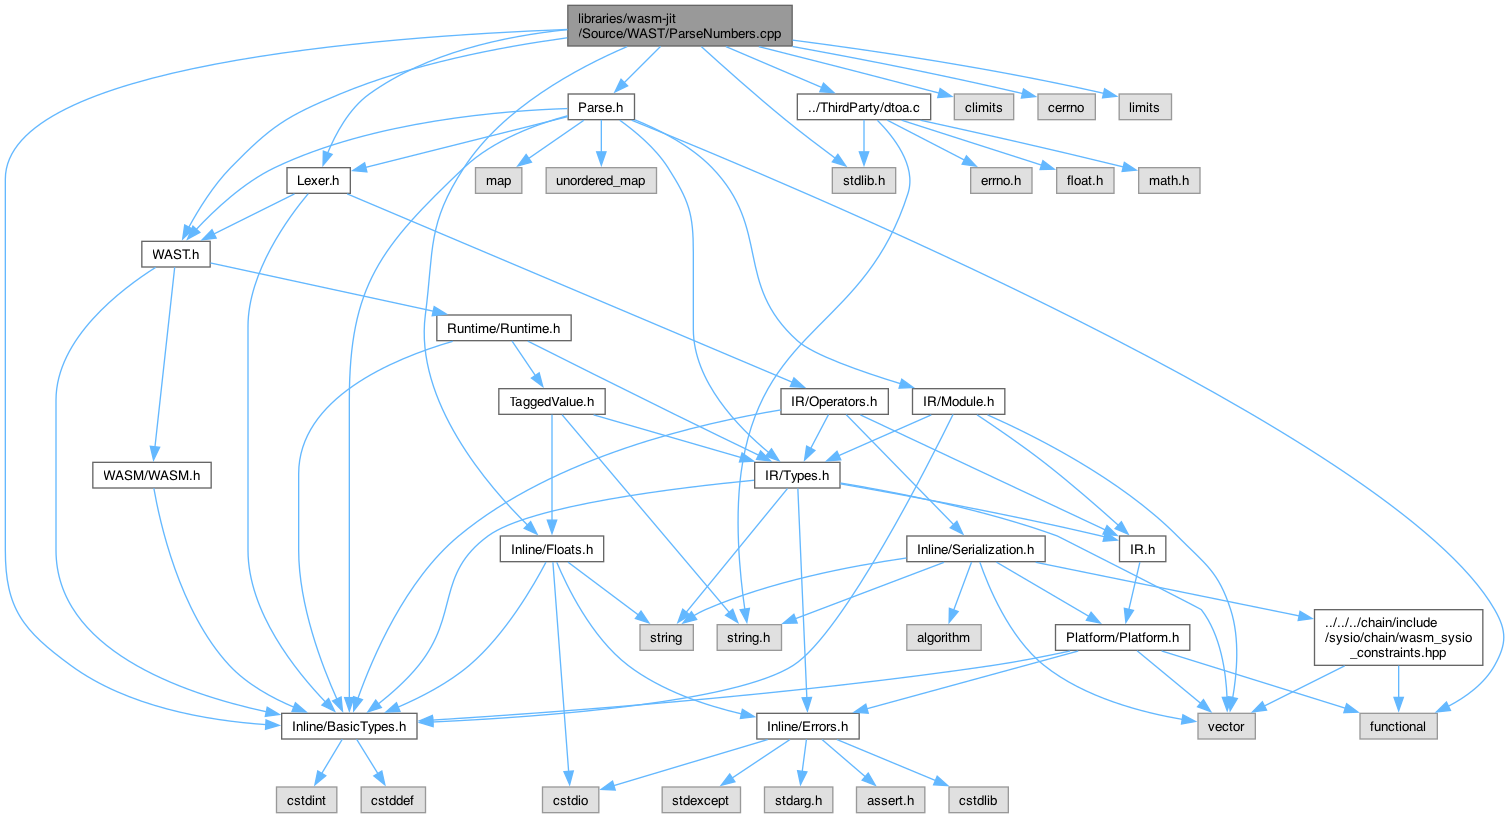 libraries/wasm-jit
/Source/WAST/ParseNumbers.cpp
Parse.h
../ThirdParty/dtoa.c
climits
cerrno
limits
Lexer.h
map
unordered_map
stdlib.h
errno.h
float.h
math.h
WAST.h
Runtime/Runtime.h
TaggedValue.h
IR/Operators.h
IR/Module.h
WASM/WASM.h
IR/Types.h
Inline/Floats.h
Inline/Serialization.h
IR.h
string
string.h
algorithm
Platform/Platform.h
../../../chain/include
/sysio/chain/wasm_sysio
_constraints.hpp
Inline/BasicTypes.h
Inline/Errors.h
vector
functional
cstdint
cstddef
cstdio
stdexcept
stdarg.h
assert.h
cstdlib